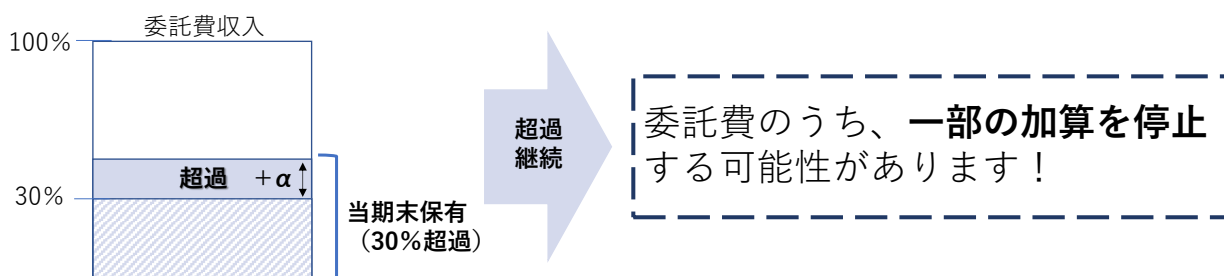 委託費収入
100%
超過 +α
30%
当期末保有
（30%超過）
超過
継続
委託費のうち、一部の加算を停止
する可能性があります！